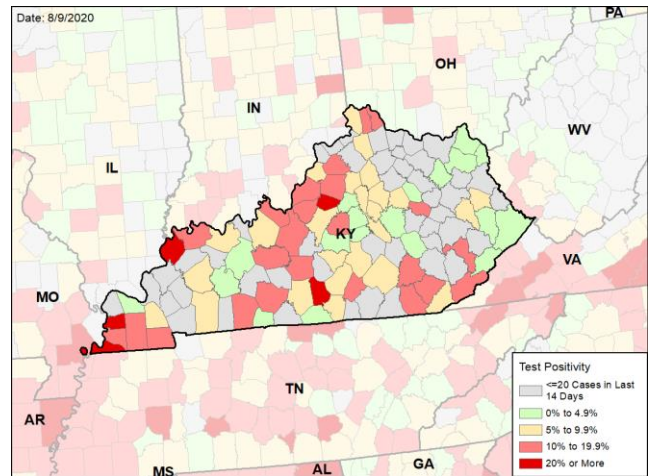 Date: 8/9/2020
PA
OH
IN
WV
IL
KY
VA
MO
TN
AR
MS
AL
GA
Test Positivity
<=20 Cases in Last
14 Days
0% to 4.9%
5% to 9.9%
10% to 19.9%
20% or More